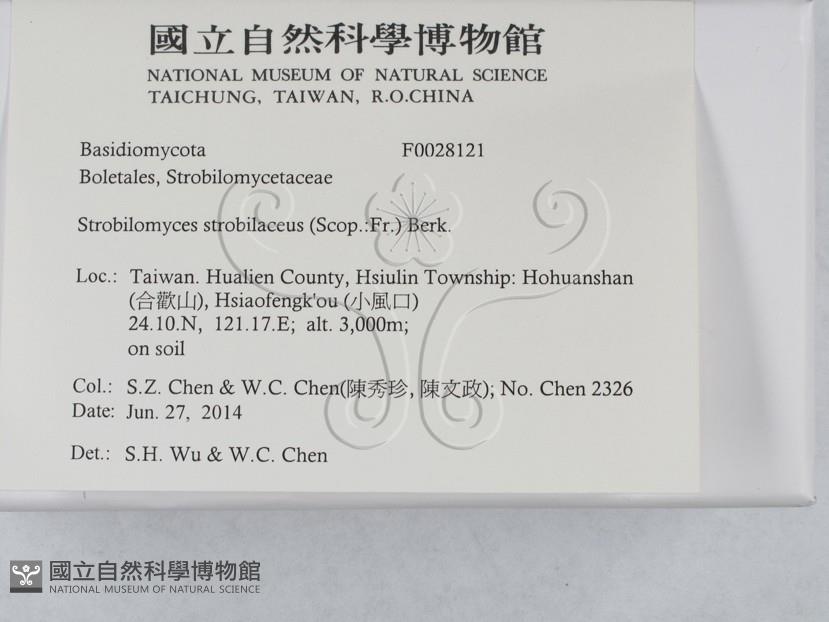 國立自然科學博物館
NATIONAL MUSEUM OF NATURAL SCIENCE
TAICHUNG, TAIWAN, R.O.CHINA
Basidiomycota F0028121
Boletales, Strobilomycetaceae
Strobilomyces strobilaceus (Scop.:Fr.) Berk.
Loc.: Taiwan. Hualien County, Hsiulin Township: Hohuanshan
(合歡山), Hsiaofengk'ou (小風口)
24.10.N, 121.17.E; alt. 3,000m;
on soil
Col.: S.Z. Chen & W.C. Chen(陳秀珍, 陳文政); No. Chen 2326
Date: Jun. 27, 2014
Det.: S.H. Wu & W.C. Chen
國立自然科學博物館
NATIONAL MUSEUM OF NATURAL SCIENCE